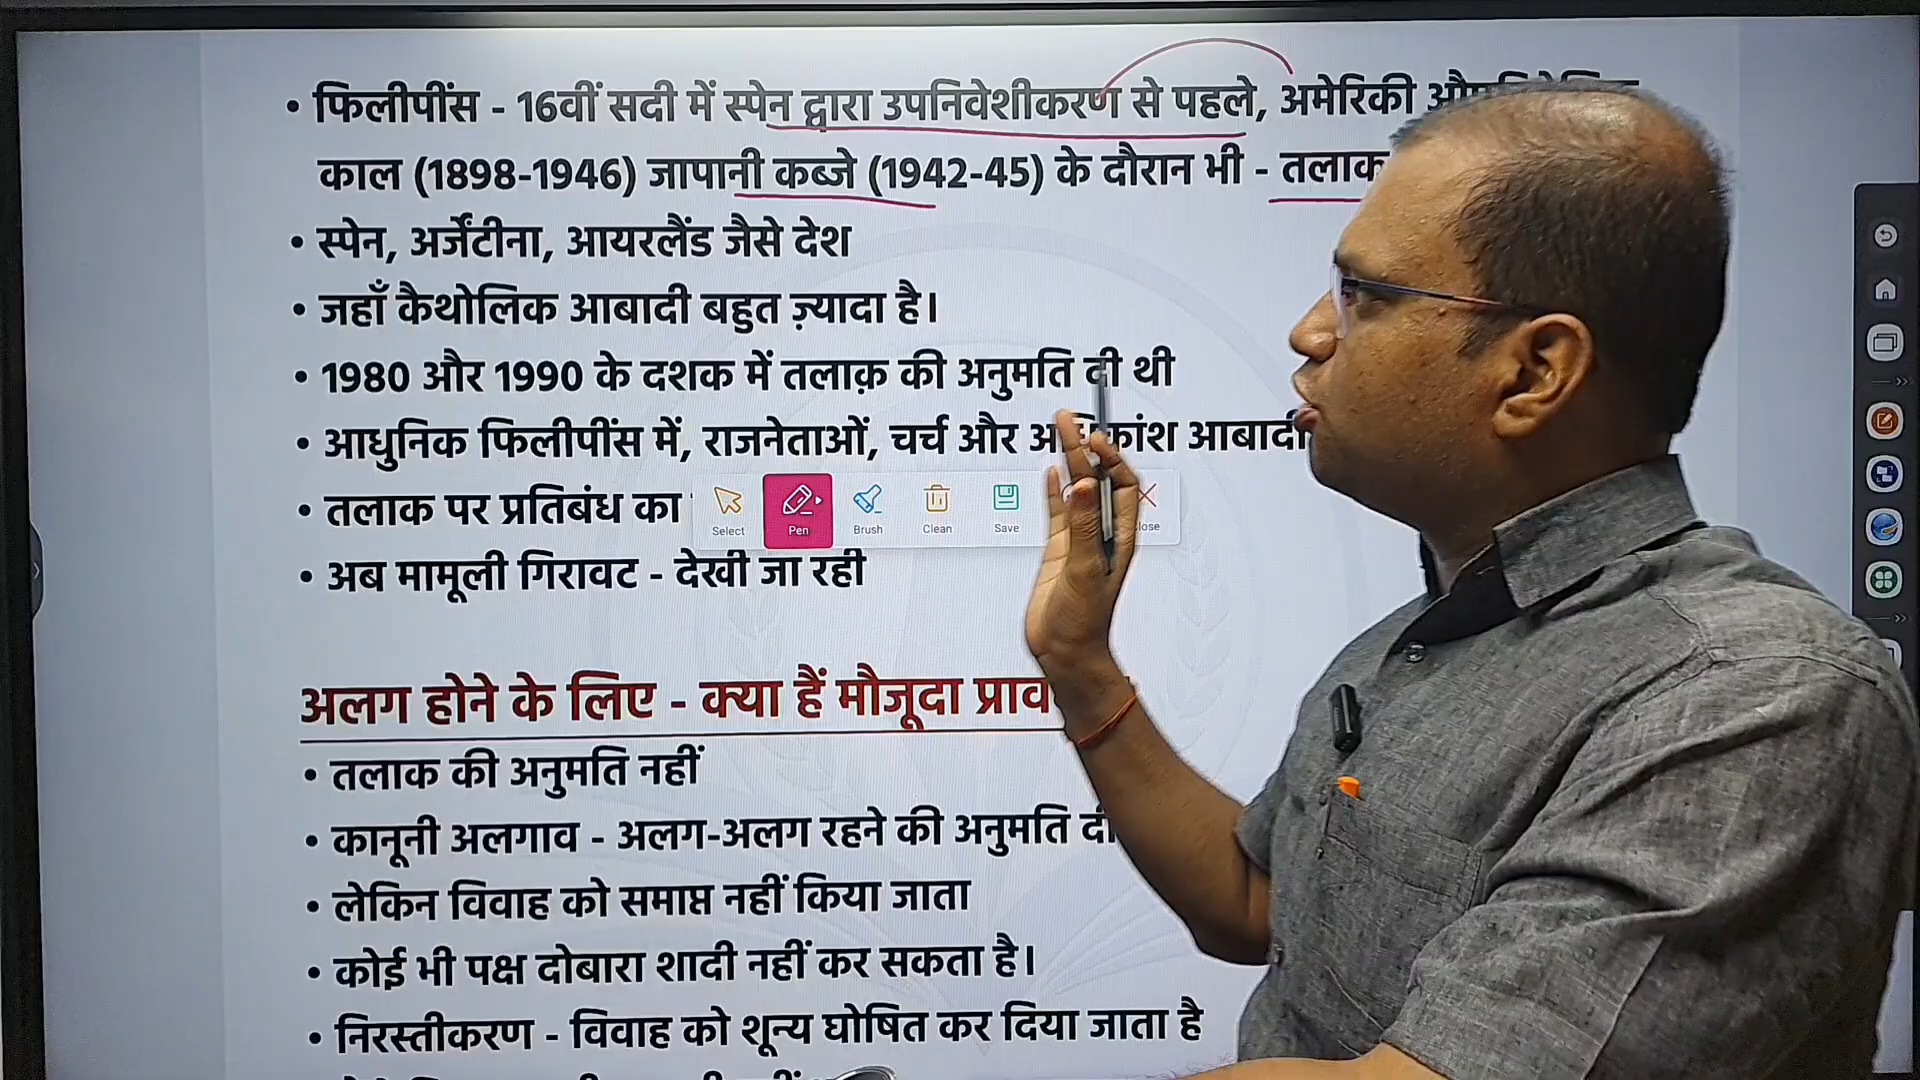 • फिलीपींस - 16वीं सदी में स्पेन द्वारा उपनिवेशीकरण से पहले, अमेरिकी
काल (1898-1946) जापानी कब्जे (1942-45) के दौरान भी - तलाक
• स्पेन, अर्जेंटीना, आयरलैंड जैसे देश
• जहाँ कैथोलिक आबादी बहुत ज़्यादा है।
• 1980 और 1990 के दशक में तलाक़ की अनुमति दी थी
• आधुनिक फिलीपींस में, राजनेताओं, चर्च और आबादी
• तलाक पर प्रतिबंध का
Select Pen Brush Clean Save
• अब मामूली गिरावट - देखी जा रही
अलग होने के लिए - क्या हैं मौजूदा
• तलाक की अनुमति नहीं
• कानूनी अलगाव - अलग-अलग रहने की अनुमति
• लेकिन विवाह को समाप्त नहीं किया जाता
• कोई भी पक्ष दोबारा शादी नहीं कर सकता है।
• निरस्तीकरण - विवाह को शून्य घोषित कर दिया जाता है